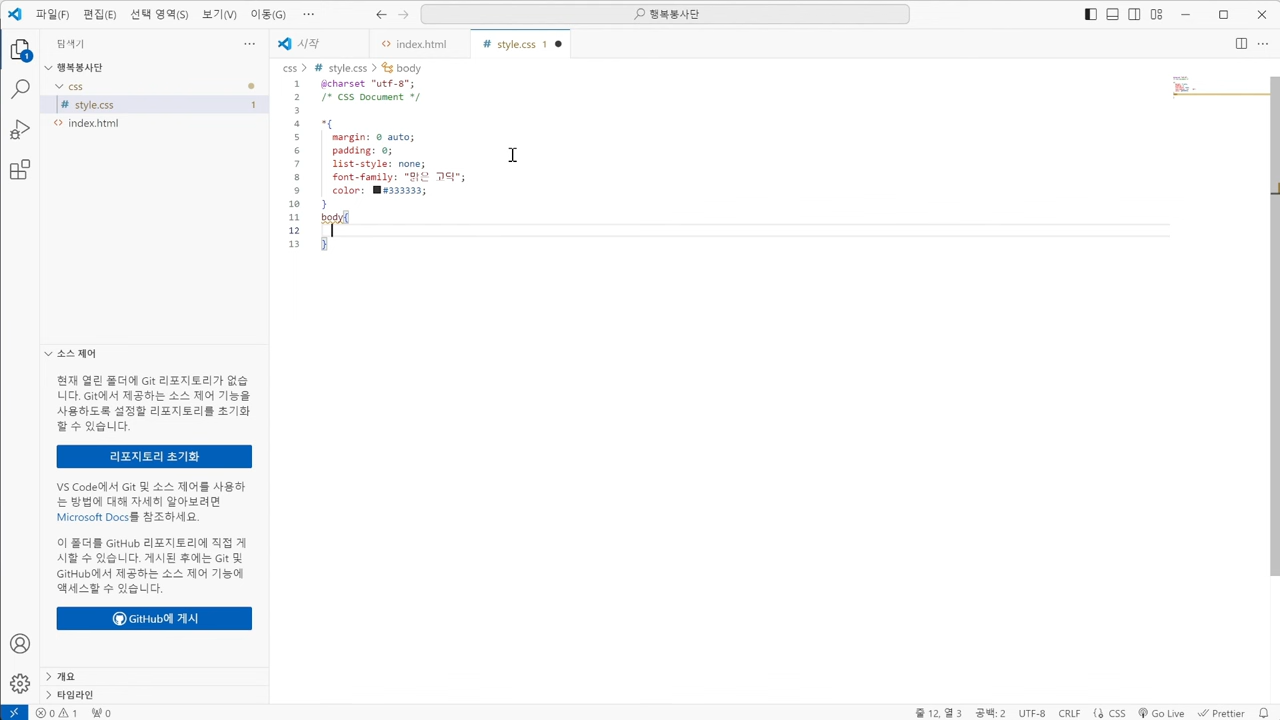 파일(F) 편집(E) 선택 영역(S) 보기(V) 이동(G) ··· 행복봉사단
탐색기 ···
시작 index.html style.css 1
행복봉사단
css
style.css 1
index.html
css > # style.css > body
1 @charset "utf-8";
2 /* CSS Document */
3
4 *{
5 margin: 0 auto;
6 padding: 0;
7 list-style: none;
8 font-family: "맑은 고딕";
9 color: #333333;
10 }
11 body{
12
13 }
소스 제어
현재 열린 폴더에 Git 리포지토리가 없습
니다. Git에서 제공하는 소스 제어 기능을
사용하도록 설정할 리포지토리를 초기화
할 수 있습니다.
리포지토리 초기화
VS Code에서 Git 및 소스 제어를 사용하
는 방법에 대해 자세히 알아보려면
Microsoft Docs를 참조하세요.
이 폴더를 GitHub 리포지토리에 직접 게
시할 수 있습니다. 게시된 후에는 Git 및
GitHub에서 제공하는 소스 제어 기능에
액세스할 수 있습니다.
GitHub에 게시
개요
타임라인
0 1 0 줄 12, 열 3 공백: 2 UTF-8 CRLF {} CSS Go Live Prettier